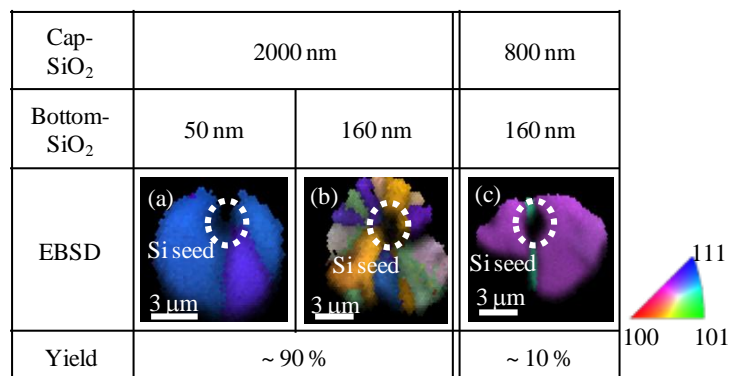 Cap-
SiO2
2000 nm
800 nm
Bottom-
SiO2
50 nm
160 nm
160 nm
EBSD
(a)
Si seed
3 μm
(b)
Si seed
3 μm
(c)
Si seed
3 μm
111
100
101
Yield
~ 90 %
~ 10 %